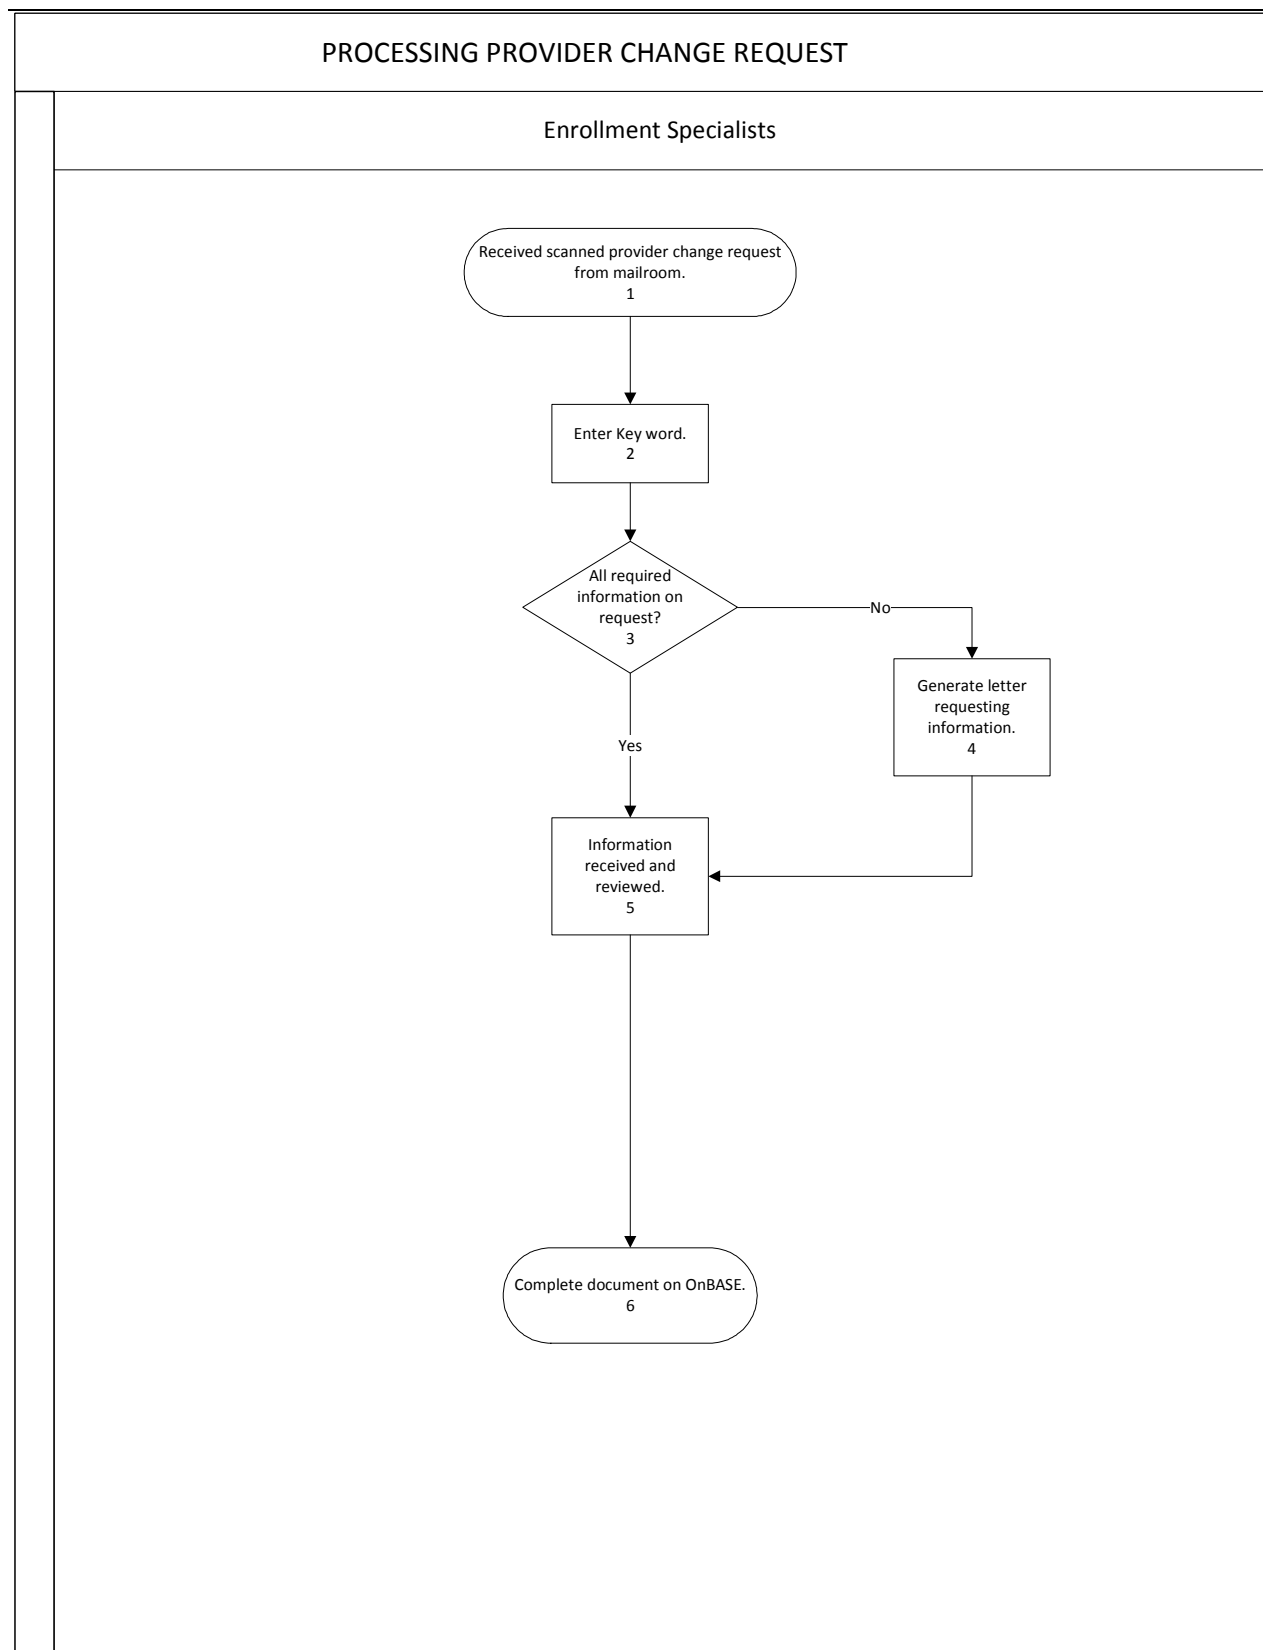 PROCESSING PROVIDER CHANGE REQUEST
Enrollment Specialists
Received scanned provider change request
from mailroom.
1
Enter Key word.
2
All required
information on
request?
3
No
Generate letter
requesting
information.
4
Yes
Information
received and
reviewed.
5
Complete document on OnBASE.
6